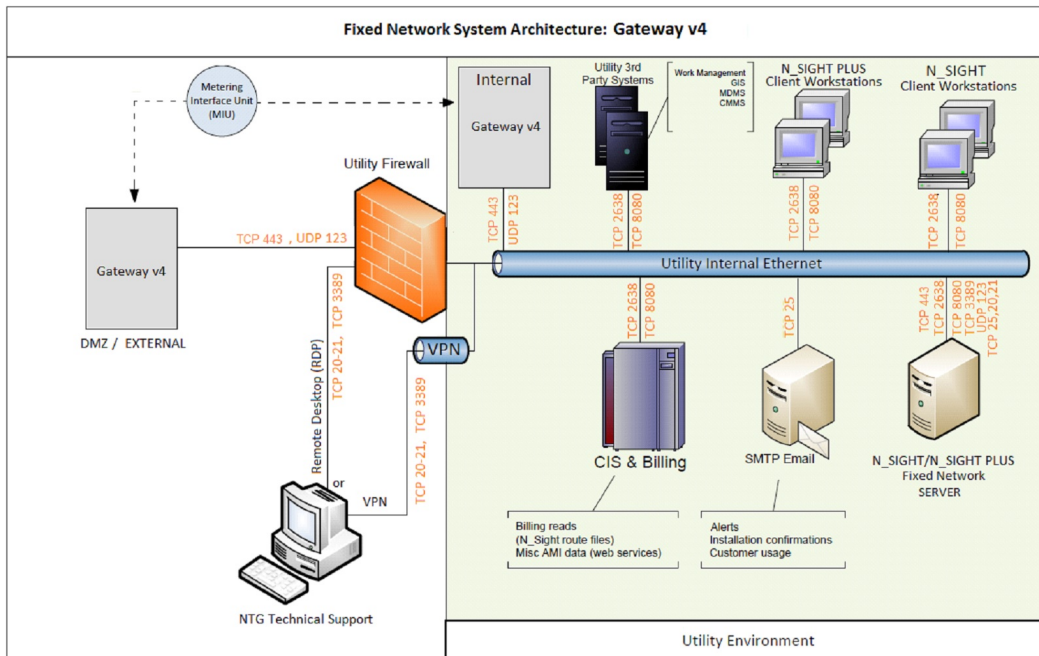 Fixed Network System Architecture: Gateway v4
Metering
Interface Unit
(MIU)
Internal
Gateway v4
Utility 3rd
Party Systems
Work Management
GIS
MDMS
CMMS
N_SIGHT PLUS
Client Workstations
N_SIGHT
Client Workstations
Utility Firewall
TCP 443
UDP 123
TCP 2638
TCP 8080
TCP 2638
TCP 8080
TCP 2638
TCP 8080
TCP 443 , UDP 123
Gateway v4
DMZ / EXTERNAL
Utility Internal Ethernet
TCP 2638
TCP 8080
TCP 25
TCP 443
TCP 2638
TCP 8080
TCP 3389
UDP 123
TCP 25,20,21
Remote Desktop (RDP)
TCP 20-21, TCP 3389
VPN
TCP 20-21, TCP 3389
or
VPN
NTG Technical Support
CIS & Billing
SMTP Email
N_SIGHT/N_SIGHT PLUS
Fixed Network
SERVER
Billing reads
(N_Sight route files)
Misc AMI data (web services)
Alerts
Installation confirmations
Customer usage
Utility Environment